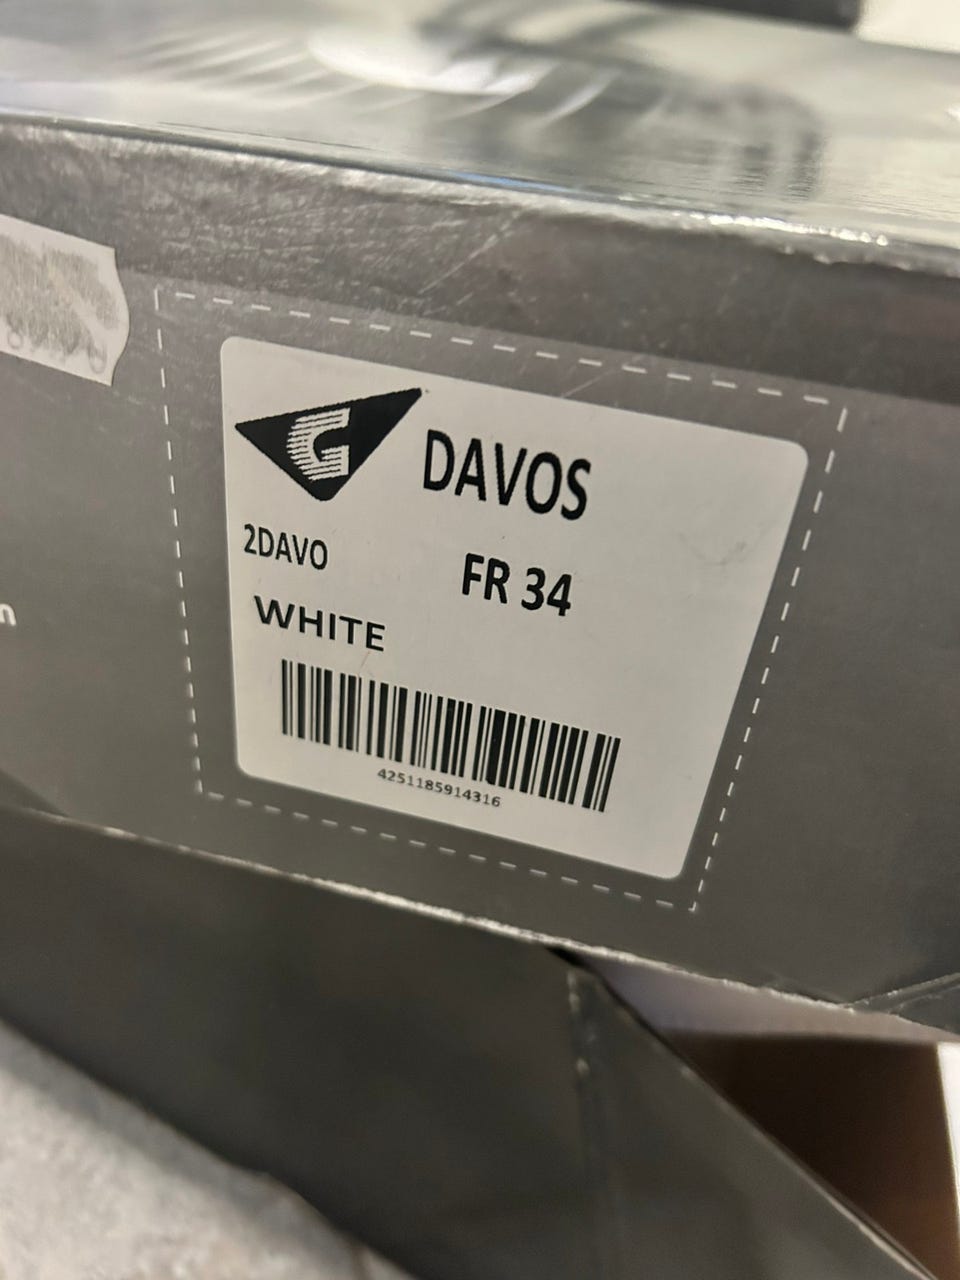 G
DAVOS
2DAVO
FR 34
WHITE
4251185914316
n